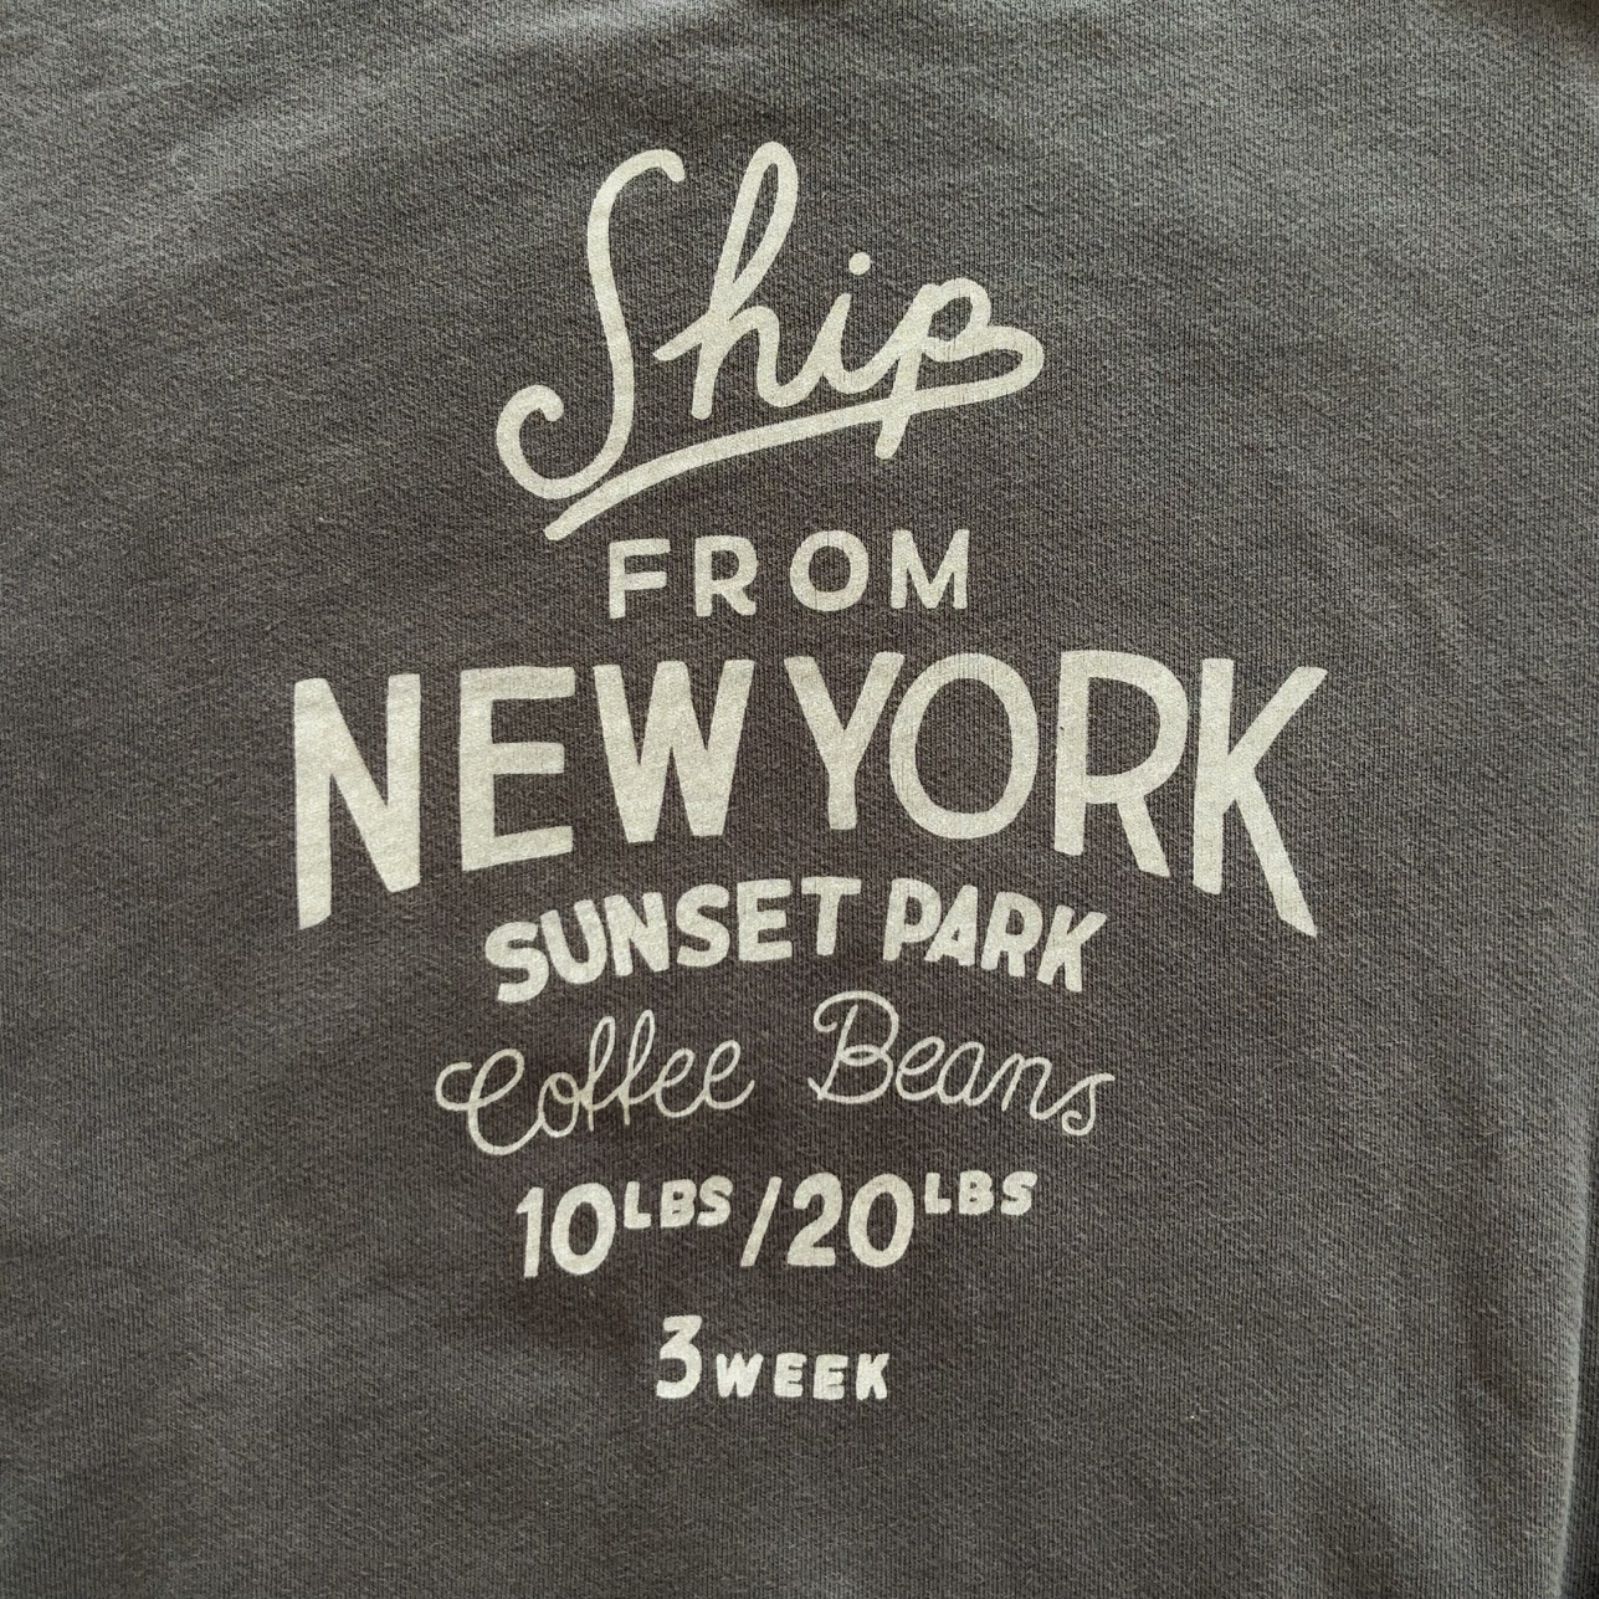 Ship
FROM
NEW YORK
SUNSET PARK
Coffee Beans
10LBS/20LBS
3WEEK